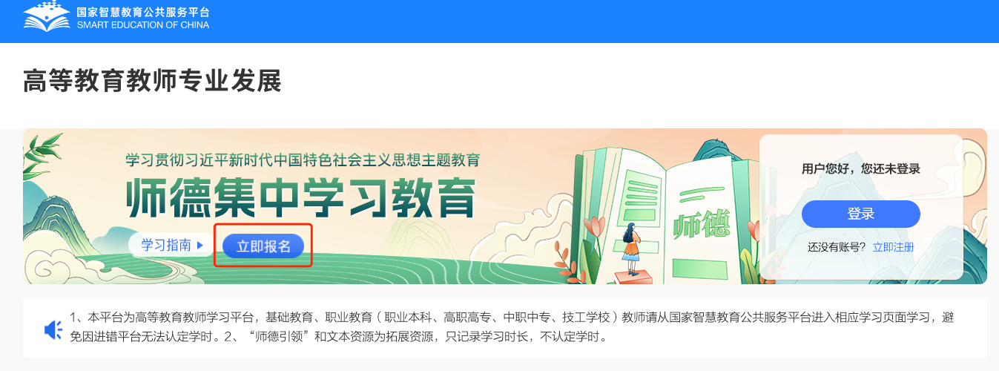 国家智慧教育公共服务平台
SMART EDUCATION OF CHINA
高等教育教师专业发展
学习贯彻习近平新时代中国特色社会主义思想主题教育
师德集中学习教育
学习指南
立即报名
师德
用户您好，您还未登录
登录
还没有账号？ 立即注册
1、本平台为高等教育教师学习平台，基础教育、职业教育（职业本科、高职高专、中职中专、技工学校）教师请从国家智慧教育公共服务平台进入相应学习页面学习，避
免因进错平台无法认定学时。2、“师德引领”和文本资源为拓展资源，只记录学习时长，不认定学时。